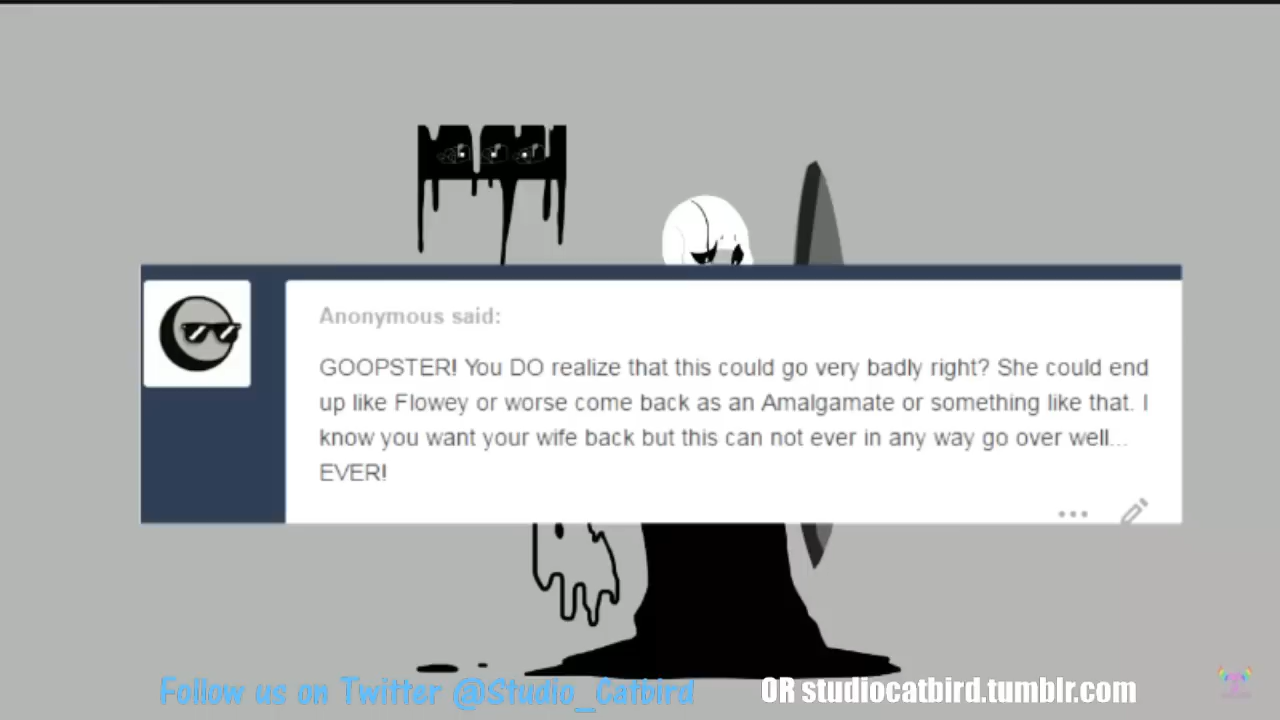 Anonymous said:
GOOPSTER! You DO realize that this could go very badly right? She could end
up like Flowey or worse come back as an Amalgamate or something like that. I
know you want your wife back but this can not ever in any way go over well...
EVER!
Follow us on Twitter @Studio_Catbird OR studiocatbird.tumblr.com